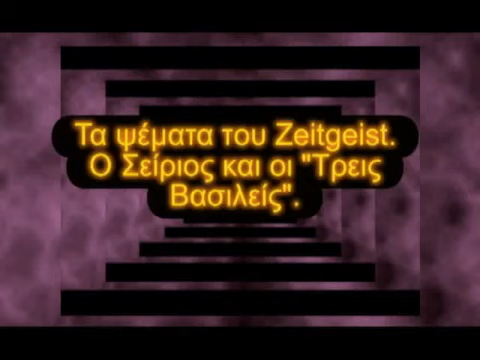 Τα ψέματα του Zeitgeist.
Ο Σείριος και οι "Τρεις
Βασιλείς".